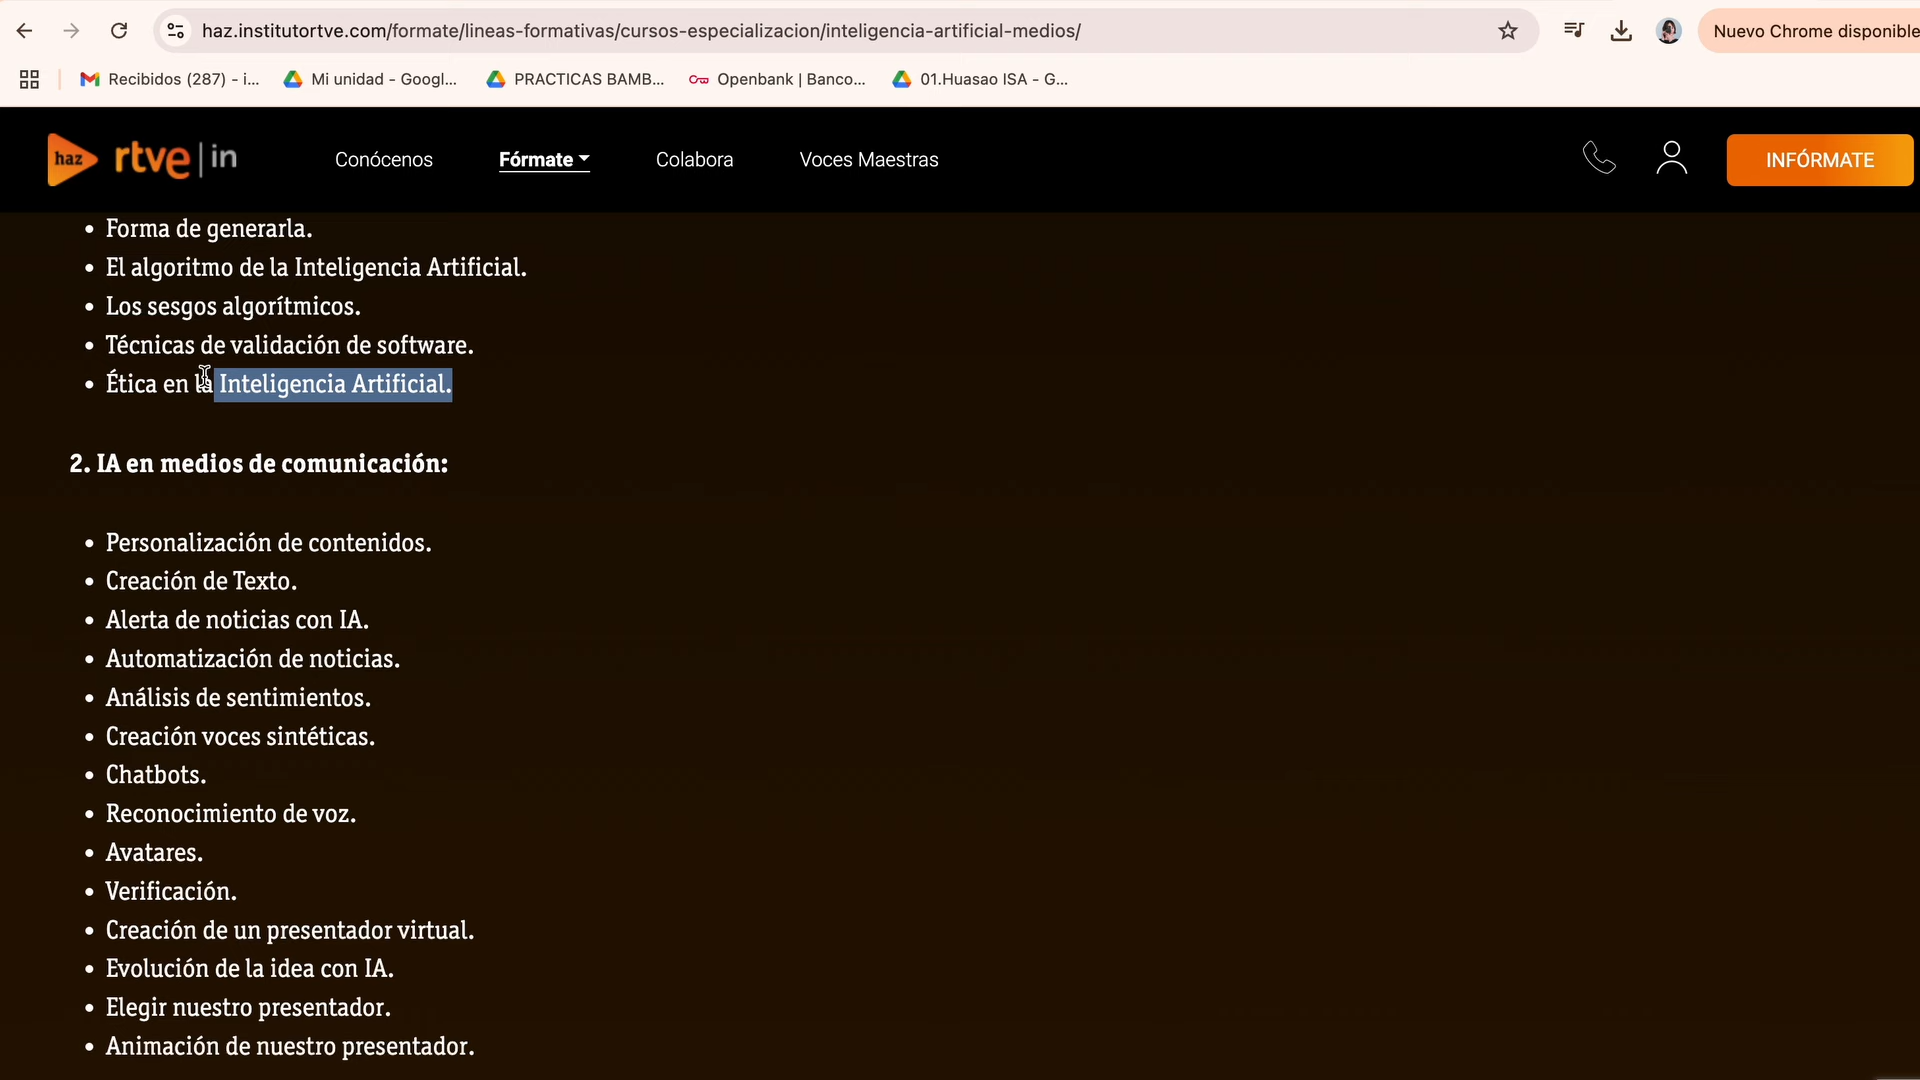 haz.institutortve.com/formate/lineas-formativas/cursos-especializacion/inteligencia-artificial-medios/
Nuevo Chrome disponible
Recibidos (287) - i...
Mi unidad - Googl...
PRACTICAS BAMB...
Openbank | Banco...
01.Huasao ISA - G...
haz rtve|in
Conócenos
Fórmate
Colabora
Voces Maestras
INFÓRMATE
• Forma de generarla.
• El algoritmo de la Inteligencia Artificial.
• Los sesgos algorítmicos.
• Técnicas de validación de software.
• Ética en la Inteligencia Artificial.
2. IA en medios de comunicación:
• Personalización de contenidos.
• Creación de Texto.
• Alerta de noticias con IA.
• Automatización de noticias.
• Análisis de sentimientos.
• Creación voces sintéticas.
• Chatbots.
• Reconocimiento de voz.
• Avatares.
• Verificación.
• Creación de un presentador virtual.
• Evolución de la idea con IA.
• Elegir nuestro presentador.
• Animación de nuestro presentador.